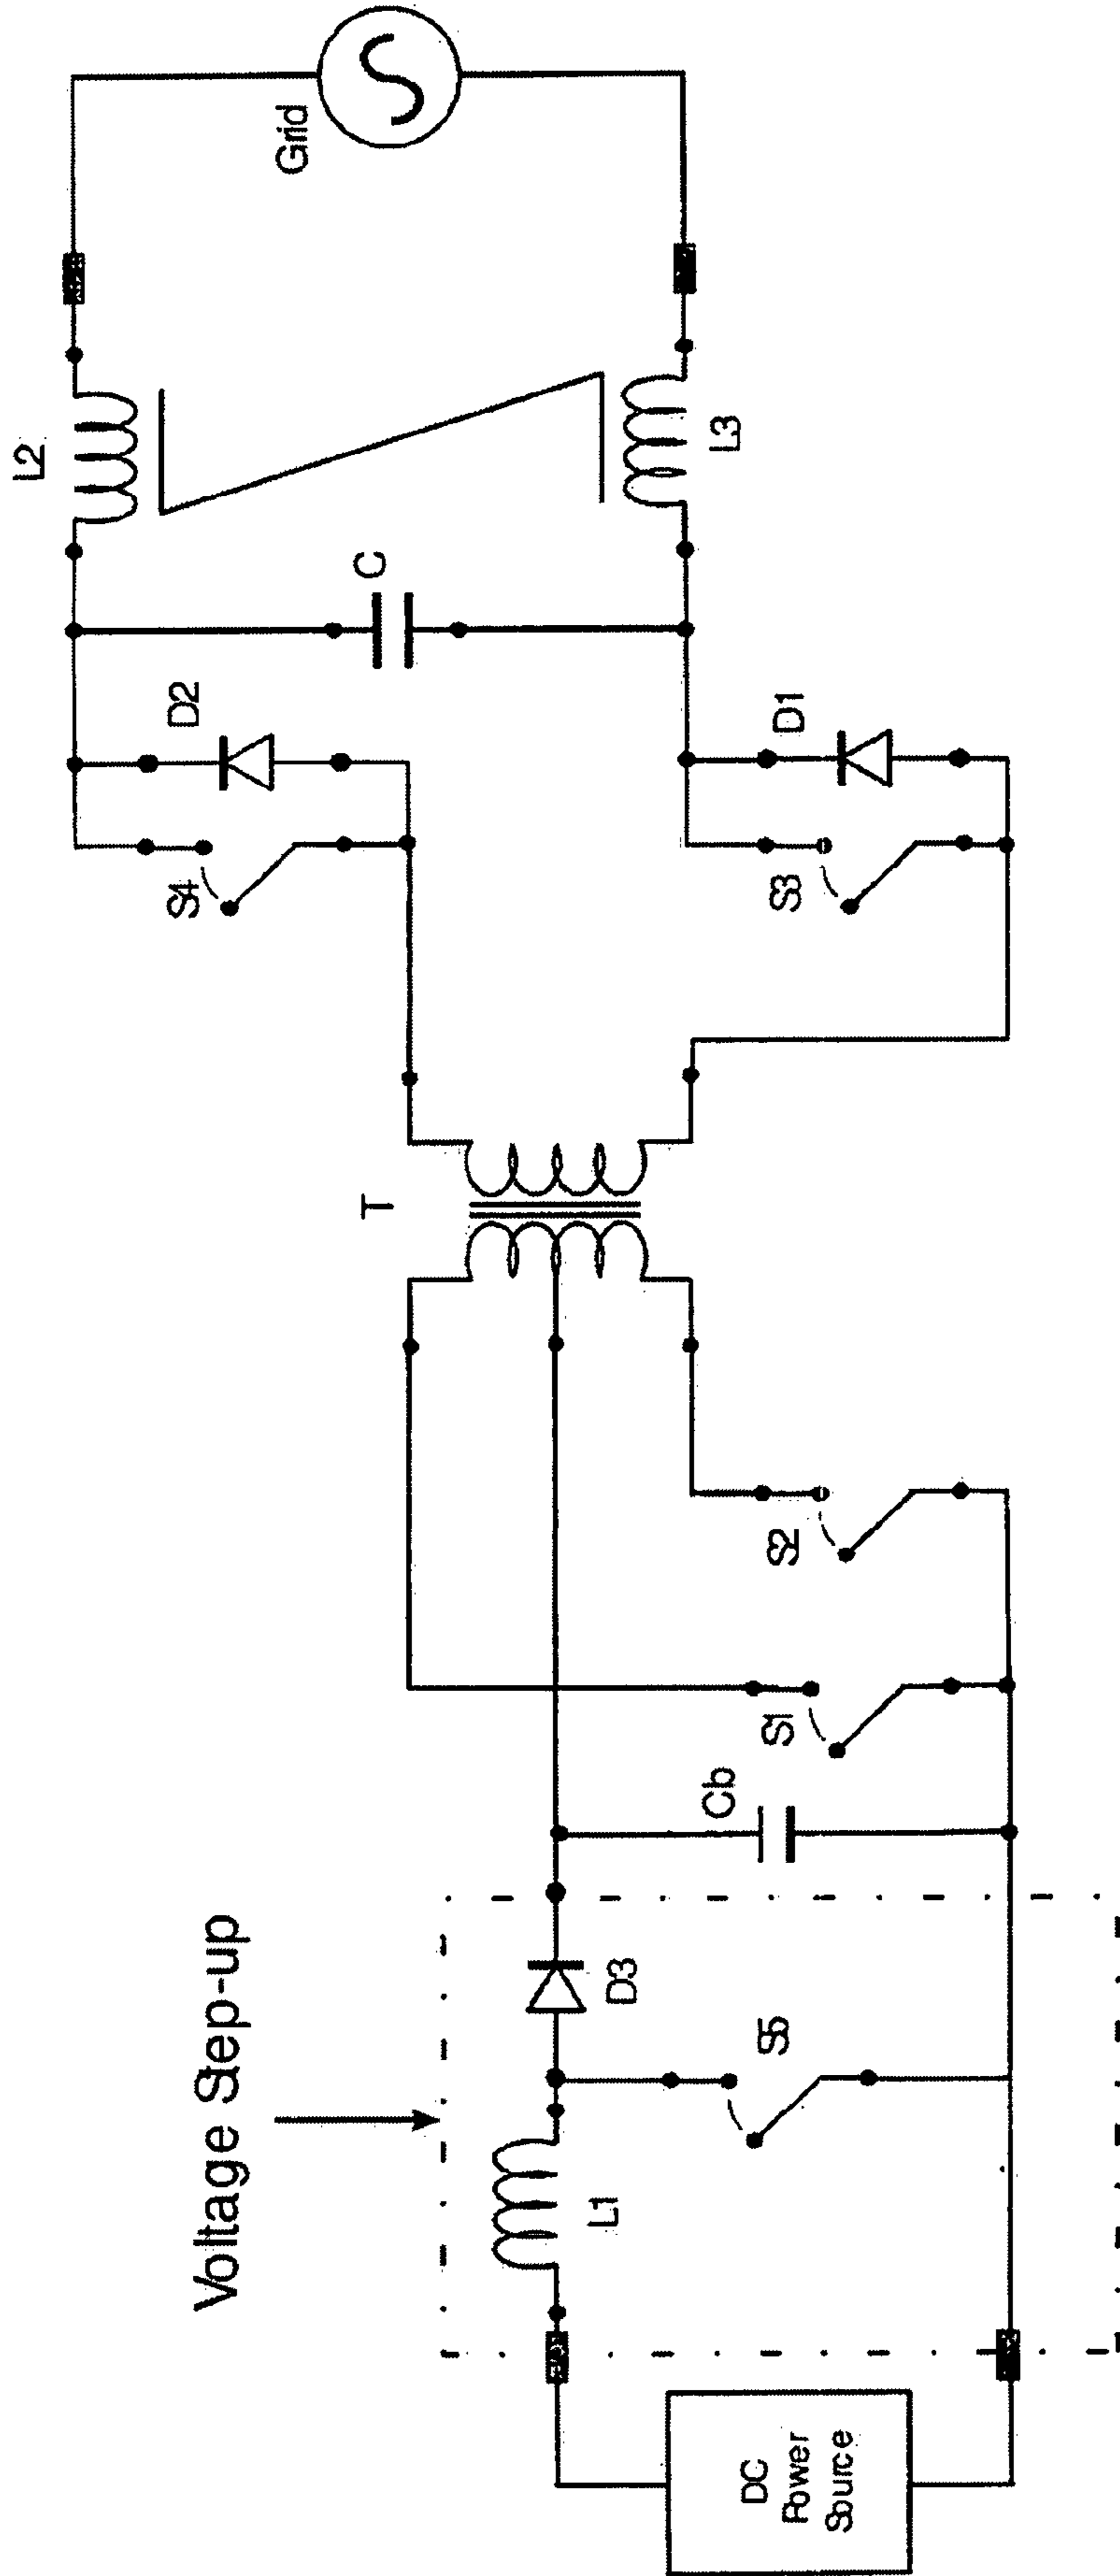 Voltage Step-up
DC
Power
Source
L1
S5
D3
Cb
S1
S2
T
S4
D2
S3
D1
C
L2
L3
Grid